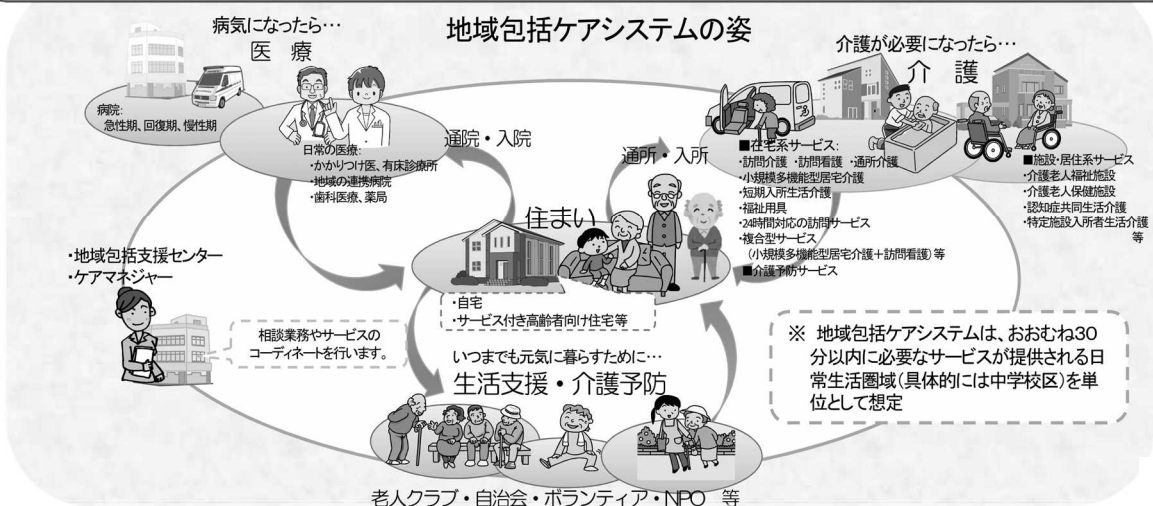 地域包括ケアシステムの姿
病気になったら…
医 療
病院:
急性期、回復期、慢性期
日常の医療:
・かかりつけ医、有床診療所
・地域の連携病院
・歯科医療、薬局
通院・入院
通所・入所
介護が必要になったら…
介 護
■在宅系サービス:
・訪問介護 ・訪問看護 ・通所介護
・小規模多機能型居宅介護
・短期入所生活介護
・福祉用具
・24時間対応の訪問サービス
・複合型サービス
（小規模多機能型居宅介護＋訪問看護）等
■介護予防サービス
■施設・居住系サービス
・介護老人福祉施設
・介護老人保健施設
・認知症共同生活介護
・特定施設入所者生活介護
等
住まい
・自宅
・サービス付き高齢者向け住宅等
・地域包括支援センター
・ケアマネジャー
相談業務やサービスの
コーディネートを行います。
いつまでも元気に暮らすために…
生活支援・介護予防
老人クラブ・自治会・ボランティア・NPO 等
※ 地域包括ケアシステムは、おおむね30
分以内に必要なサービスが提供される日
常生活圏域（具体的には中学校区）を単
位として想定